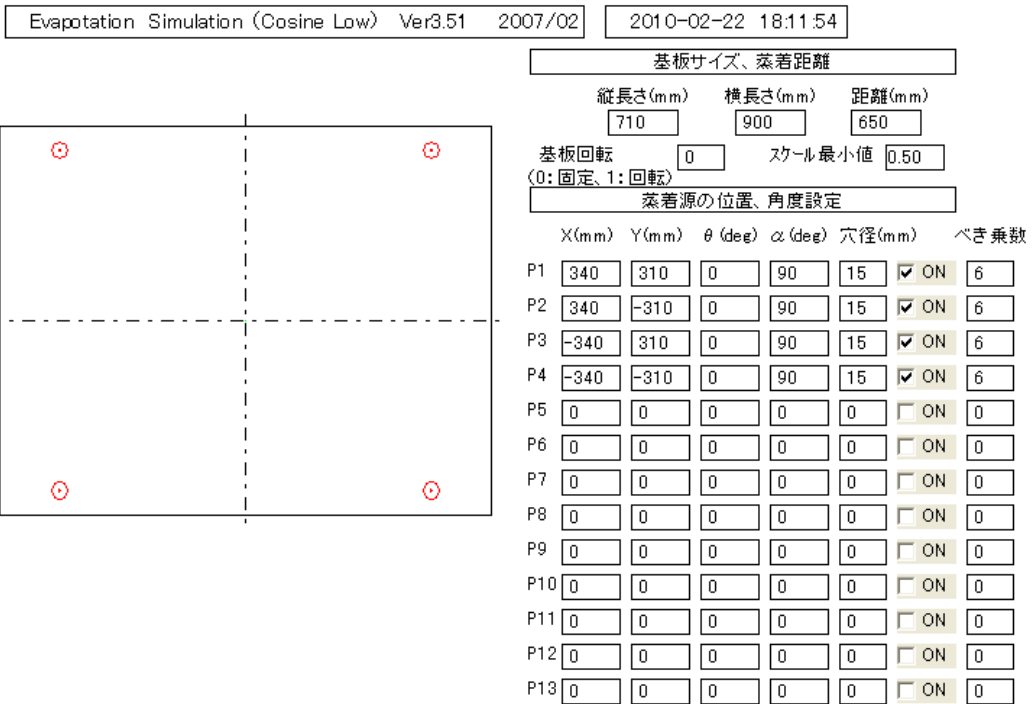 Evapotation Simulation (Cosine Low) Ver3.51 2007/02 2010-02-22 18:11:54
基板サイズ、蒸着距離
縦長さ(mm) 横長さ(mm) 距離(mm)
710 900 650
基板回転 0 スケール最小値 0.50
(0:固定、1:回転)
蒸着源の位置、角度設定
X(mm) Y(mm) θ(deg) α(deg) 穴径(mm) べき乗数
P1 340 310 0 90 15 ON 6
P2 340 -310 0 90 15 ON 6
P3 -340 310 0 90 15 ON 6
P4 -340 -310 0 90 15 ON 6
P5 0 0 0 0 0 ON 0
P6 0 0 0 0 0 ON 0
P7 0 0 0 0 0 ON 0
P8 0 0 0 0 0 ON 0
P9 0 0 0 0 0 ON 0
P10 0 0 0 0 0 ON 0
P11 0 0 0 0 0 ON 0
P12 0 0 0 0 0 ON 0
P13 0 0 0 0 0 ON 0